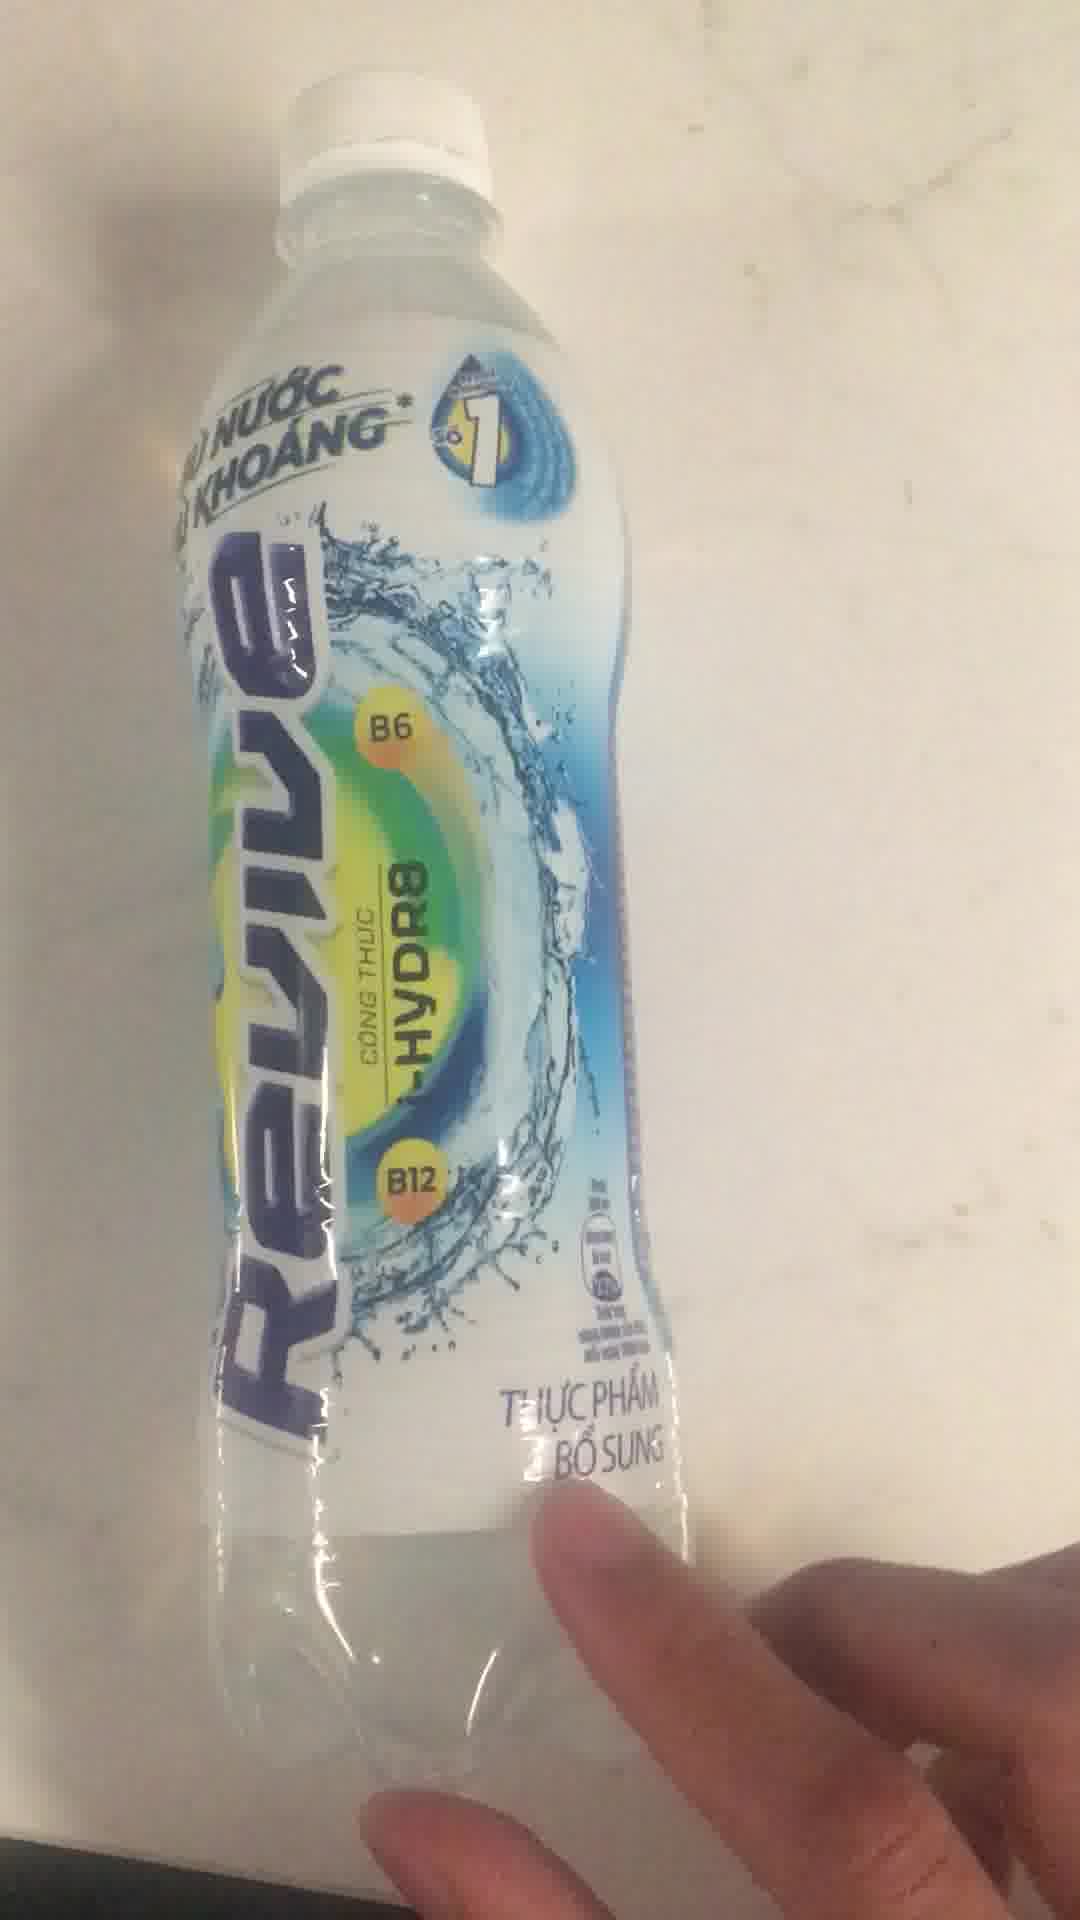 NƯỚC
KHOÁNG*
SỐ 1
Revive
B6
CÔNG THỨC
i-HYDR8
B12
THỰC PHẨM
BỔ SUNG